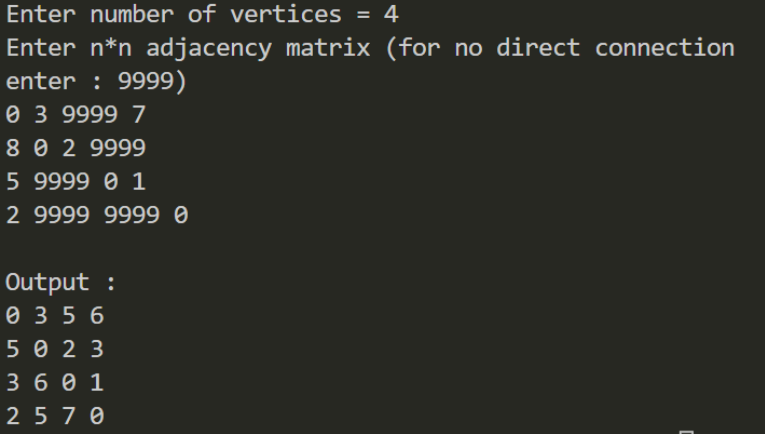 Enter number of vertices = 4
Enter n*n adjacency matrix (for no direct connection
enter : 9999)
0 3 9999 7
8 0 2 9999
5 9999 0 1
2 9999 9999 0
Output :
0 3 5 6
5 0 2 3
3 6 0 1
2 5 7 0